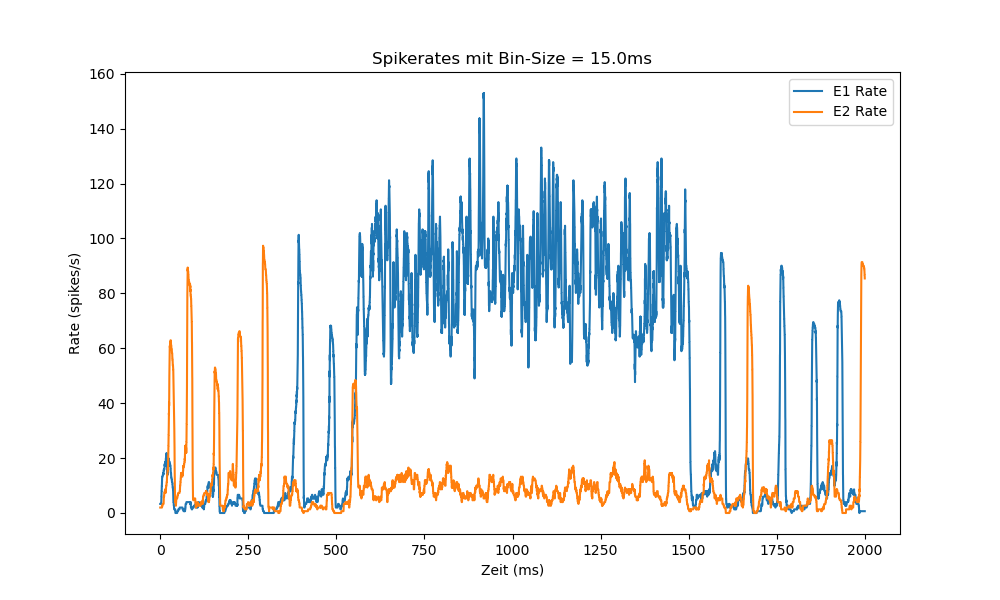 Spikerates mit Bin-Size = 15.0ms
160
140
120
100
80
60
40
20
0
Rate (spikes/s)
E1 Rate
E2 Rate
0 250 500 750 1000 1250 1500 1750 2000
Zeit (ms)